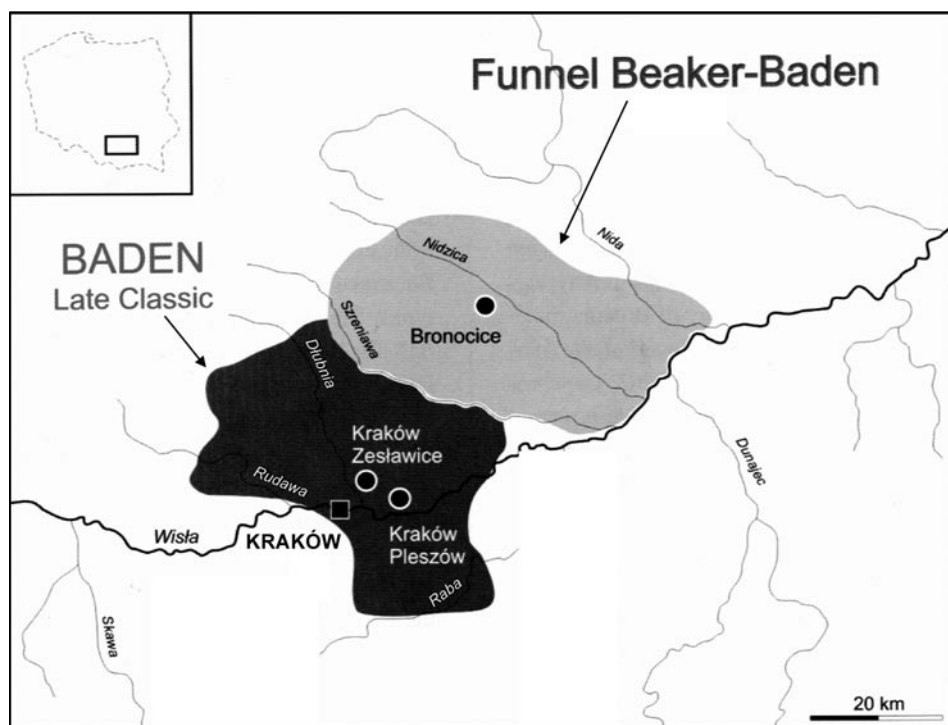 Funnel Beaker-Baden
BADEN
Late Classic
Nida
Nidzica
Szreniawa
Bronocice
Dłubnia
Kraków
Zesławice
Rudawa
Dunajec
Wisła
KRAKÓW
Kraków
Pleszów
Raba
Skawa
20 km